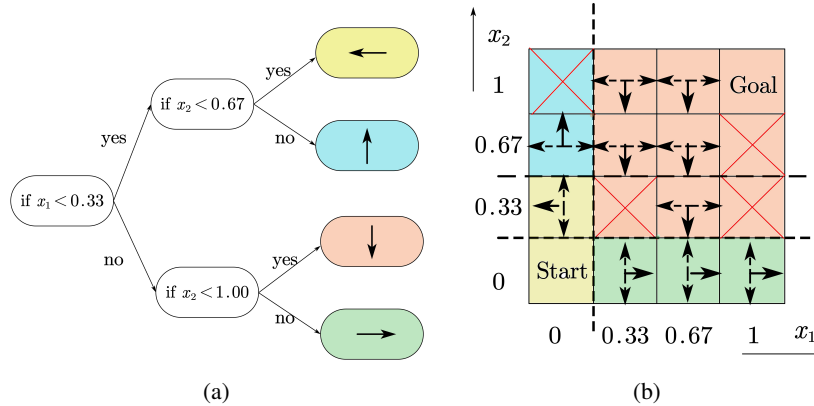 if x₁ < 0.33
yes
no
if x₂ < 0.67
yes
no
if x₂ < 1.00
yes
no
(a)
x₂
1
0.67
0.33
0
Goal
Start
0 0.33 0.67 1 x₁
(b)